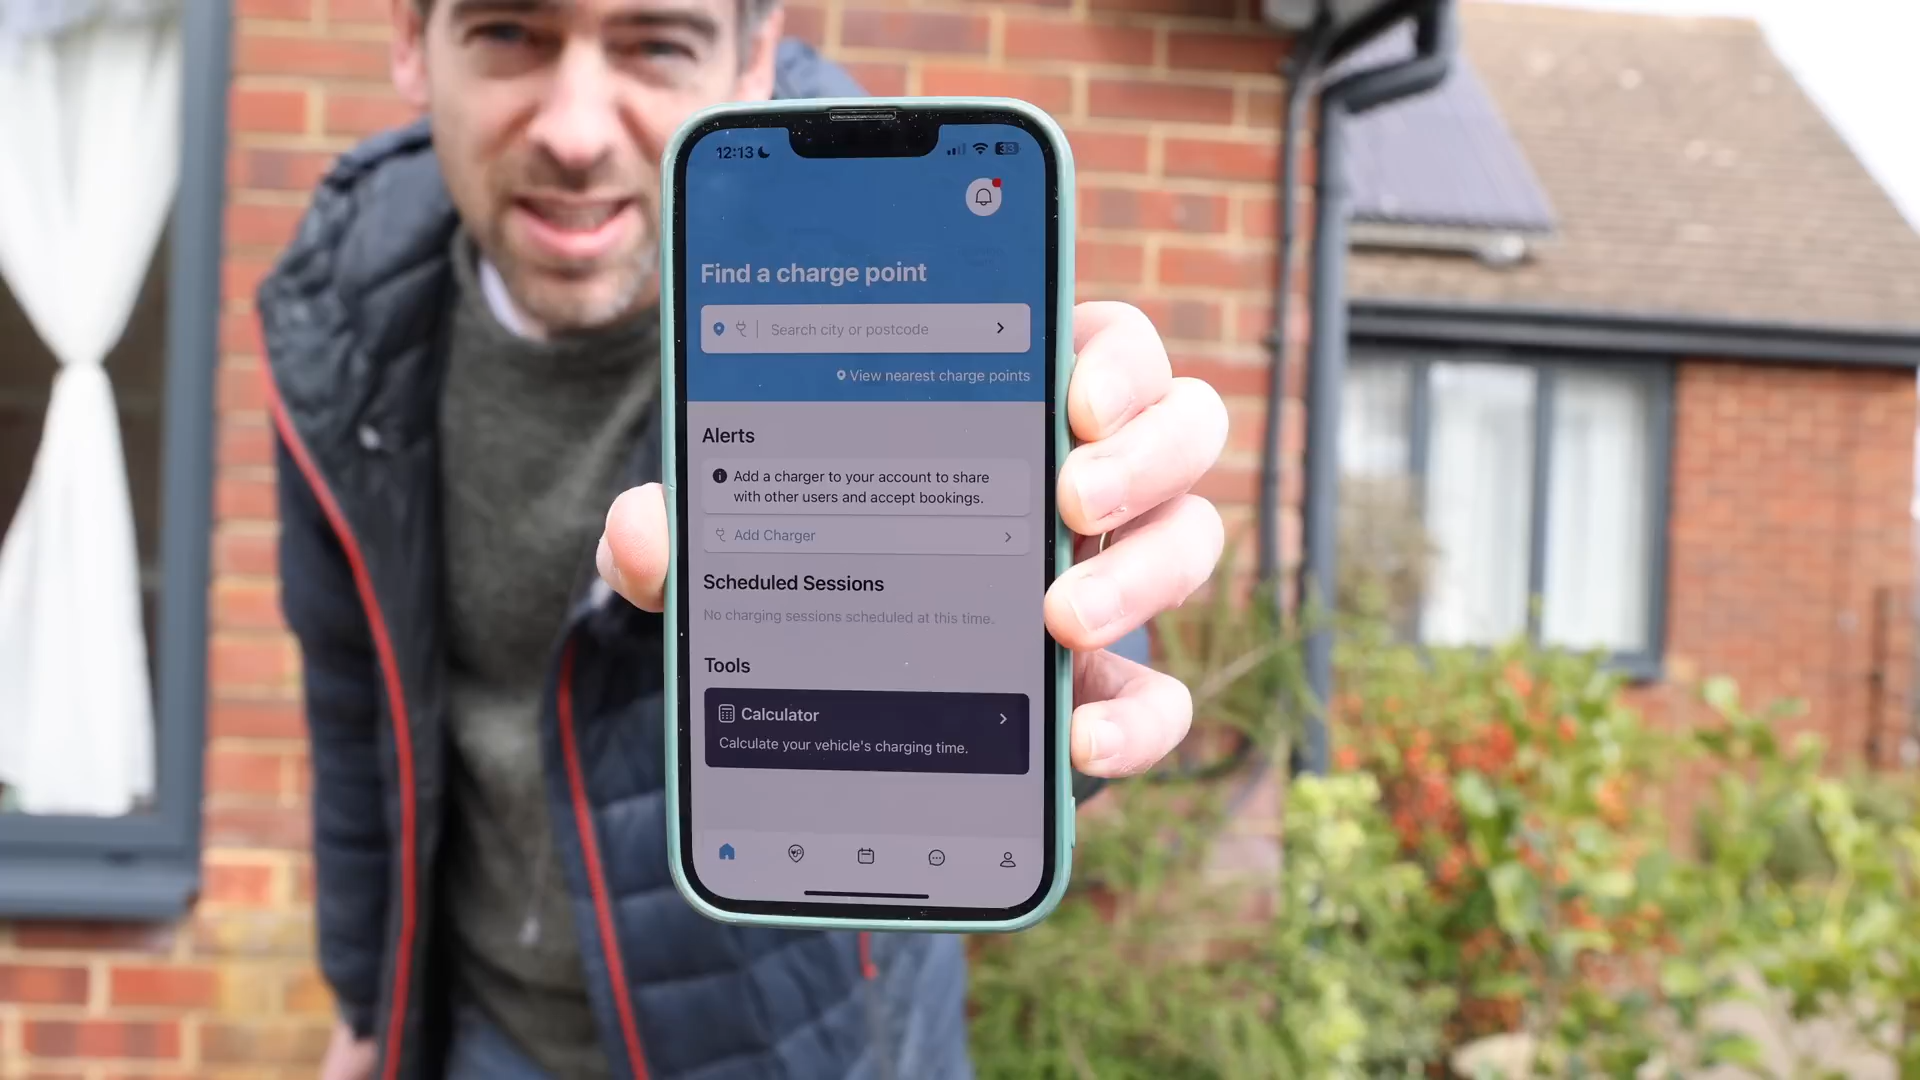 12:13
33
Find a charge point
Search city or postcode
View nearest charge points
Alerts
Add a charger to your account to share
with other users and accept bookings.
Add Charger
Scheduled Sessions
No charging sessions scheduled at this time.
Tools
Calculator
Calculate your vehicle's charging time.